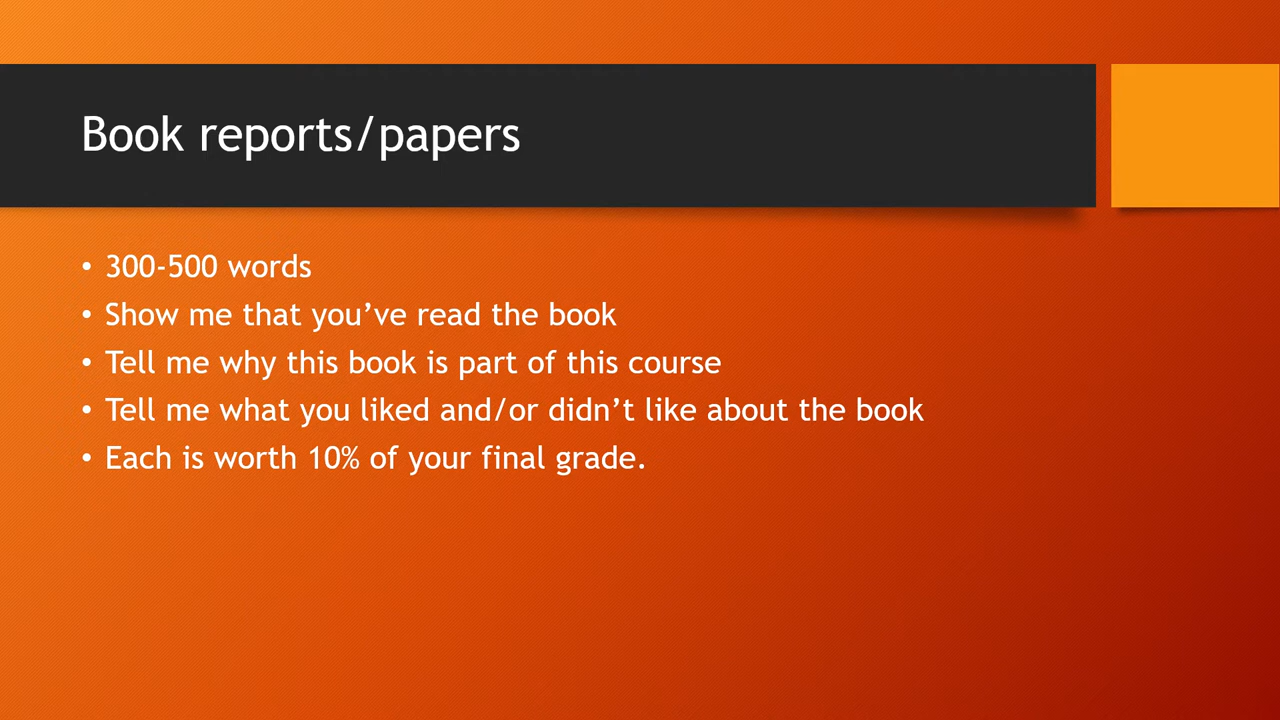 Book reports/papers
• 300-500 words
• Show me that you’ve read the book
• Tell me why this book is part of this course
• Tell me what you liked and/or didn’t like about the book
• Each is worth 10% of your final grade.